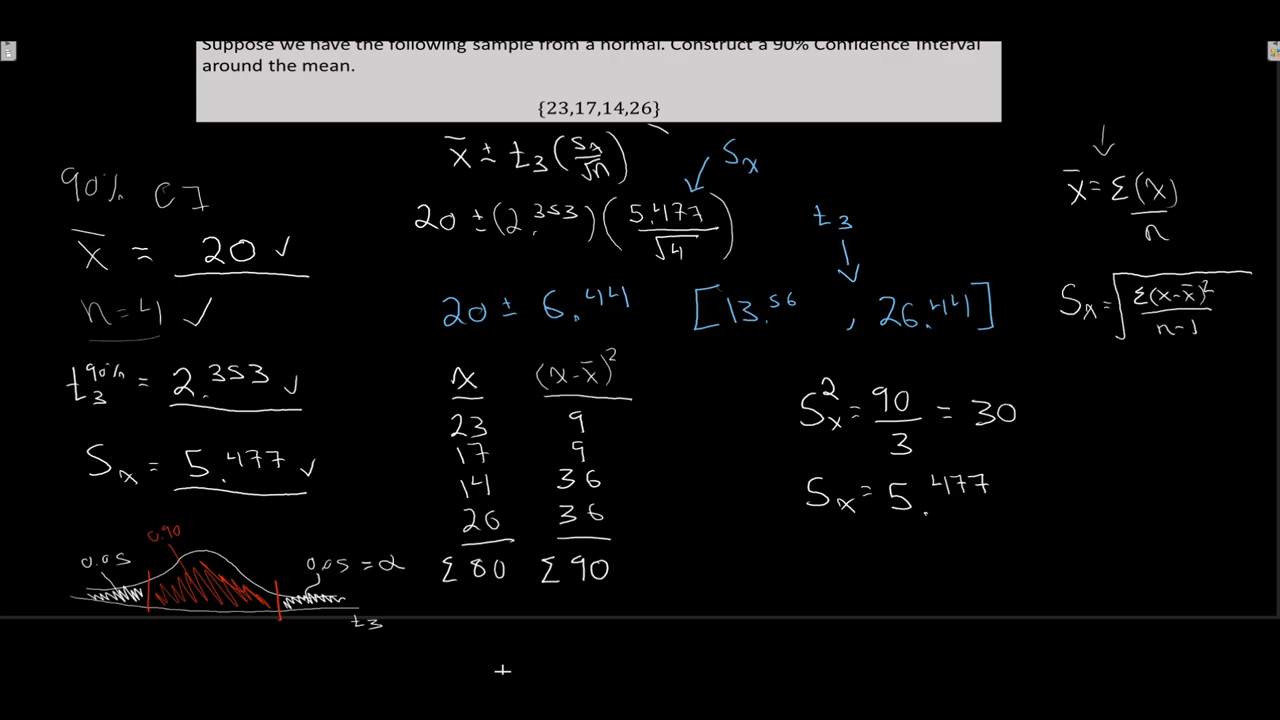 Suppose we have the following sample from a normal. Construct a 90% Confidence Interval
around the mean.
{23,17,14,26}
x̄ ± t₃ (Sx/√n)
Sx
90% CI
20 ± (2.353) (5.477/√4)
t₃
x̄ = Σ(x)/n
x̄ = 20 ✓
n = 4 ✓
20 ± 6.44 [13.56 , 26.44]
Sx = √(Σ(x-x̄)²/n-1)
t₃^90% = 2.353 ✓
x (x-x̄)²
23 9
17 9
14 36
26 36
Σ 80 Σ 90
Sx² = 90/3 = 30
Sx = 5.477
Sx = 5.477 ✓
0.90
0.05 0.05 = α
t₃